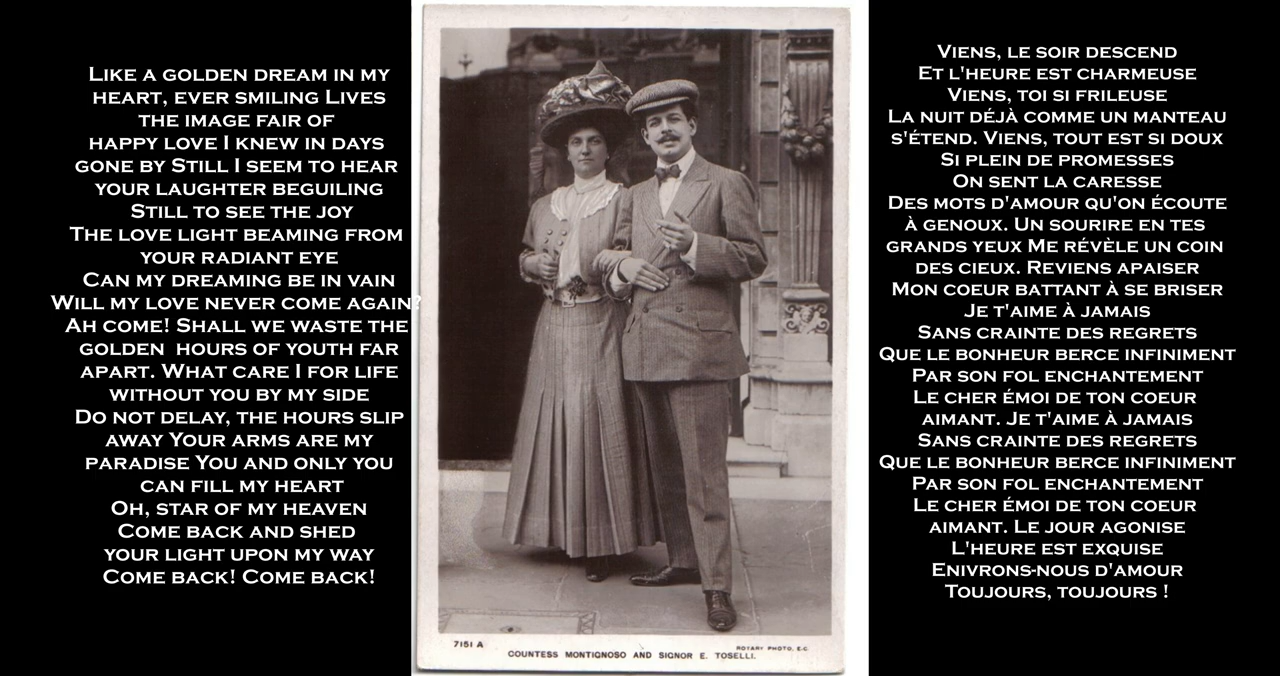 Like a golden dream in my
heart, ever smiling Lives
the image fair of
happy love I knew in days
gone by Still I seem to hear
your laughter beguiling
Still to see the joy
The love light beaming from
your radiant eye
Can my dreaming be in vain
Will my love never come again?
Ah come! Shall we waste the
golden hours of youth far
apart. What care I for life
without you by my side
Do not delay, the hours slip
away Your arms are my
paradise You and only you
can fill my heart
Oh, star of my heaven
Come back and shed
your light upon my way
Come back! Come back!
7151 A
ROTARY PHOTO, E.C.
COUNTESS MONTIGNOSO AND SIGNOR E. TOSELLI.
Viens, le soir descend
Et l'heure est charmeuse
Viens, toi si frileuse
La nuit déjà comme un manteau
s'étend. Viens, tout est si doux
Si plein de promesses
On sent la caresse
Des mots d'amour qu'on écoute
à genoux. Un sourire en tes
grands yeux Me révèle un coin
des cieux. Reviens apaiser
Mon coeur battant à se briser
Je t'aime à jamais
Sans crainte des regrets
Que le bonheur berce infiniment
Par son fol enchantement
Le cher émoi de ton coeur
aimant. Je t'aime à jamais
Sans crainte des regrets
Que le bonheur berce infiniment
Par son fol enchantement
Le cher émoi de ton coeur
aimant. Le jour agonise
L'heure est exquise
Enivrons-nous d'amour
Toujours, toujours !